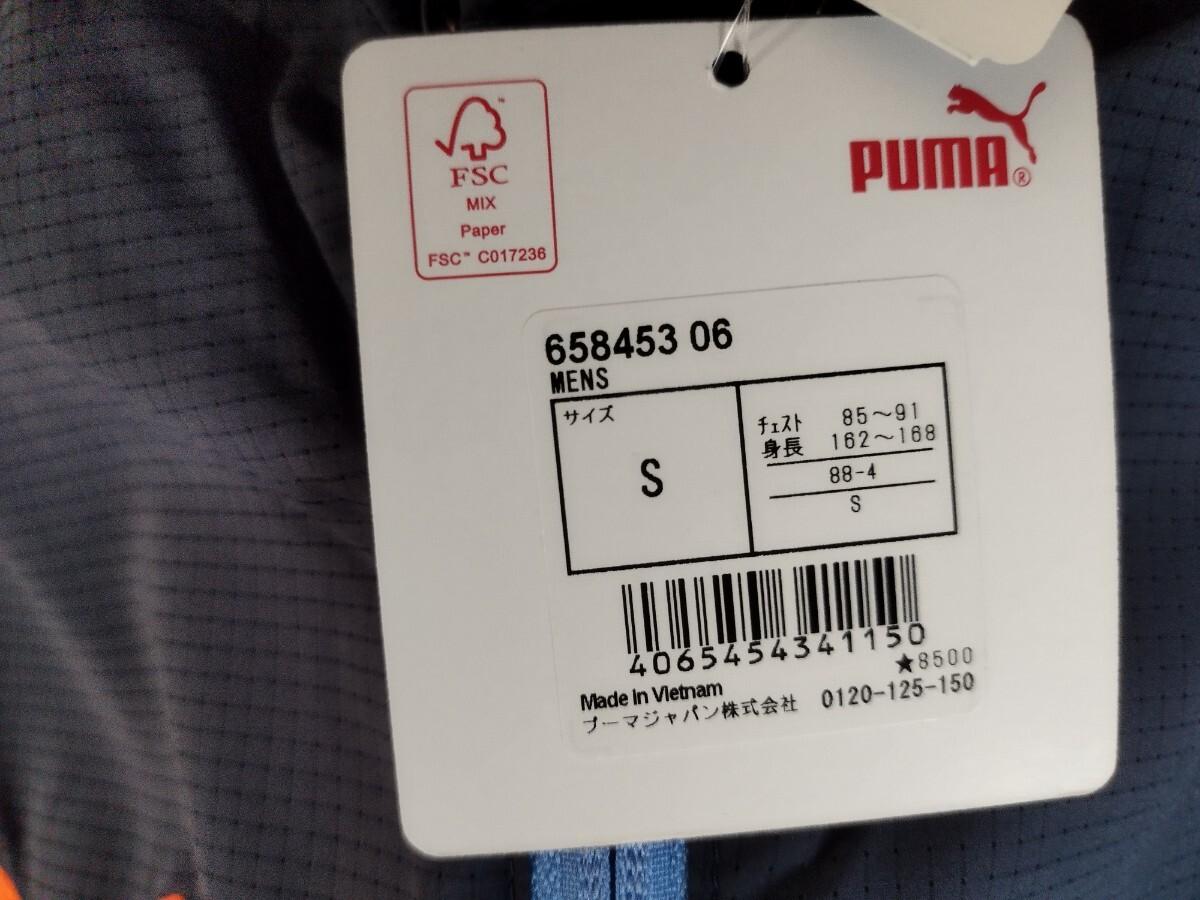 FSC™
MIX
Paper
FSC™ C017236
PUMA®
658453 06
MENS
サイズ
S
チェスト 85～91
身長 162～168
88-4
S
4065454341150
★8500
Made In Vietnam
プーマジャパン株式会社 0120-125-150